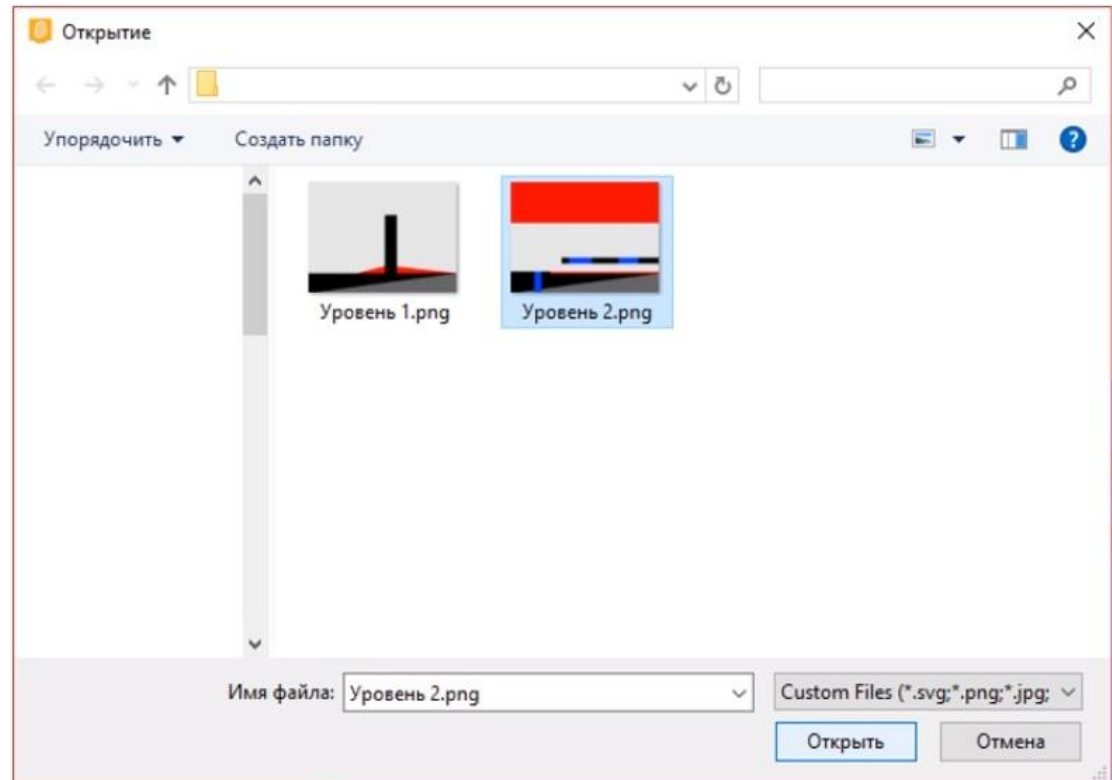 Открытие
Упорядочить Создать папку
Уровень 1.png Уровень 2.png
Имя файла: Уровень 2.png Custom Files (*.svg;*.png;*.jpg;
Открыть Отмена